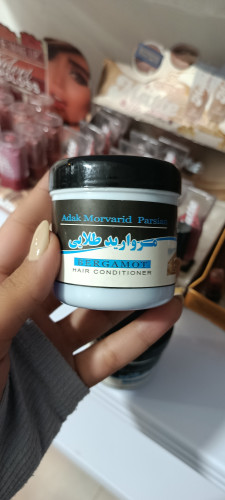 Adak Morvarid Parsian
مروارید طلایی
BERGAMOT
HAIR CONDITIONER